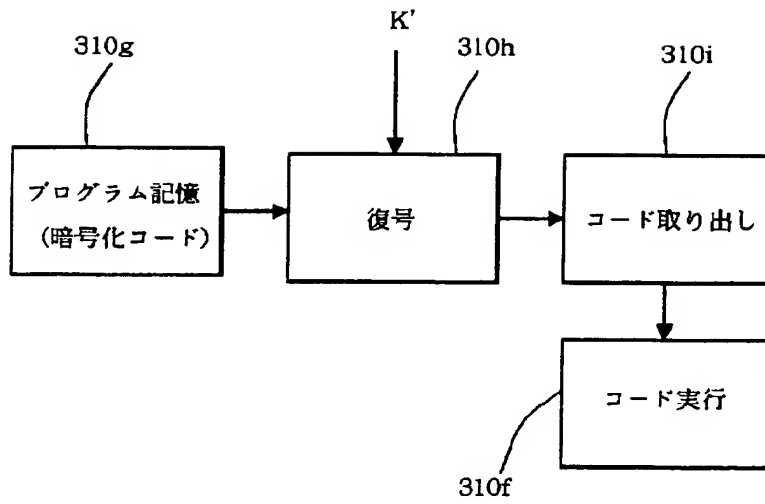 K'
310g
310h
310i
プログラム記憶
(暗号化コード)
復号
コード取り出し
コード実行
310f